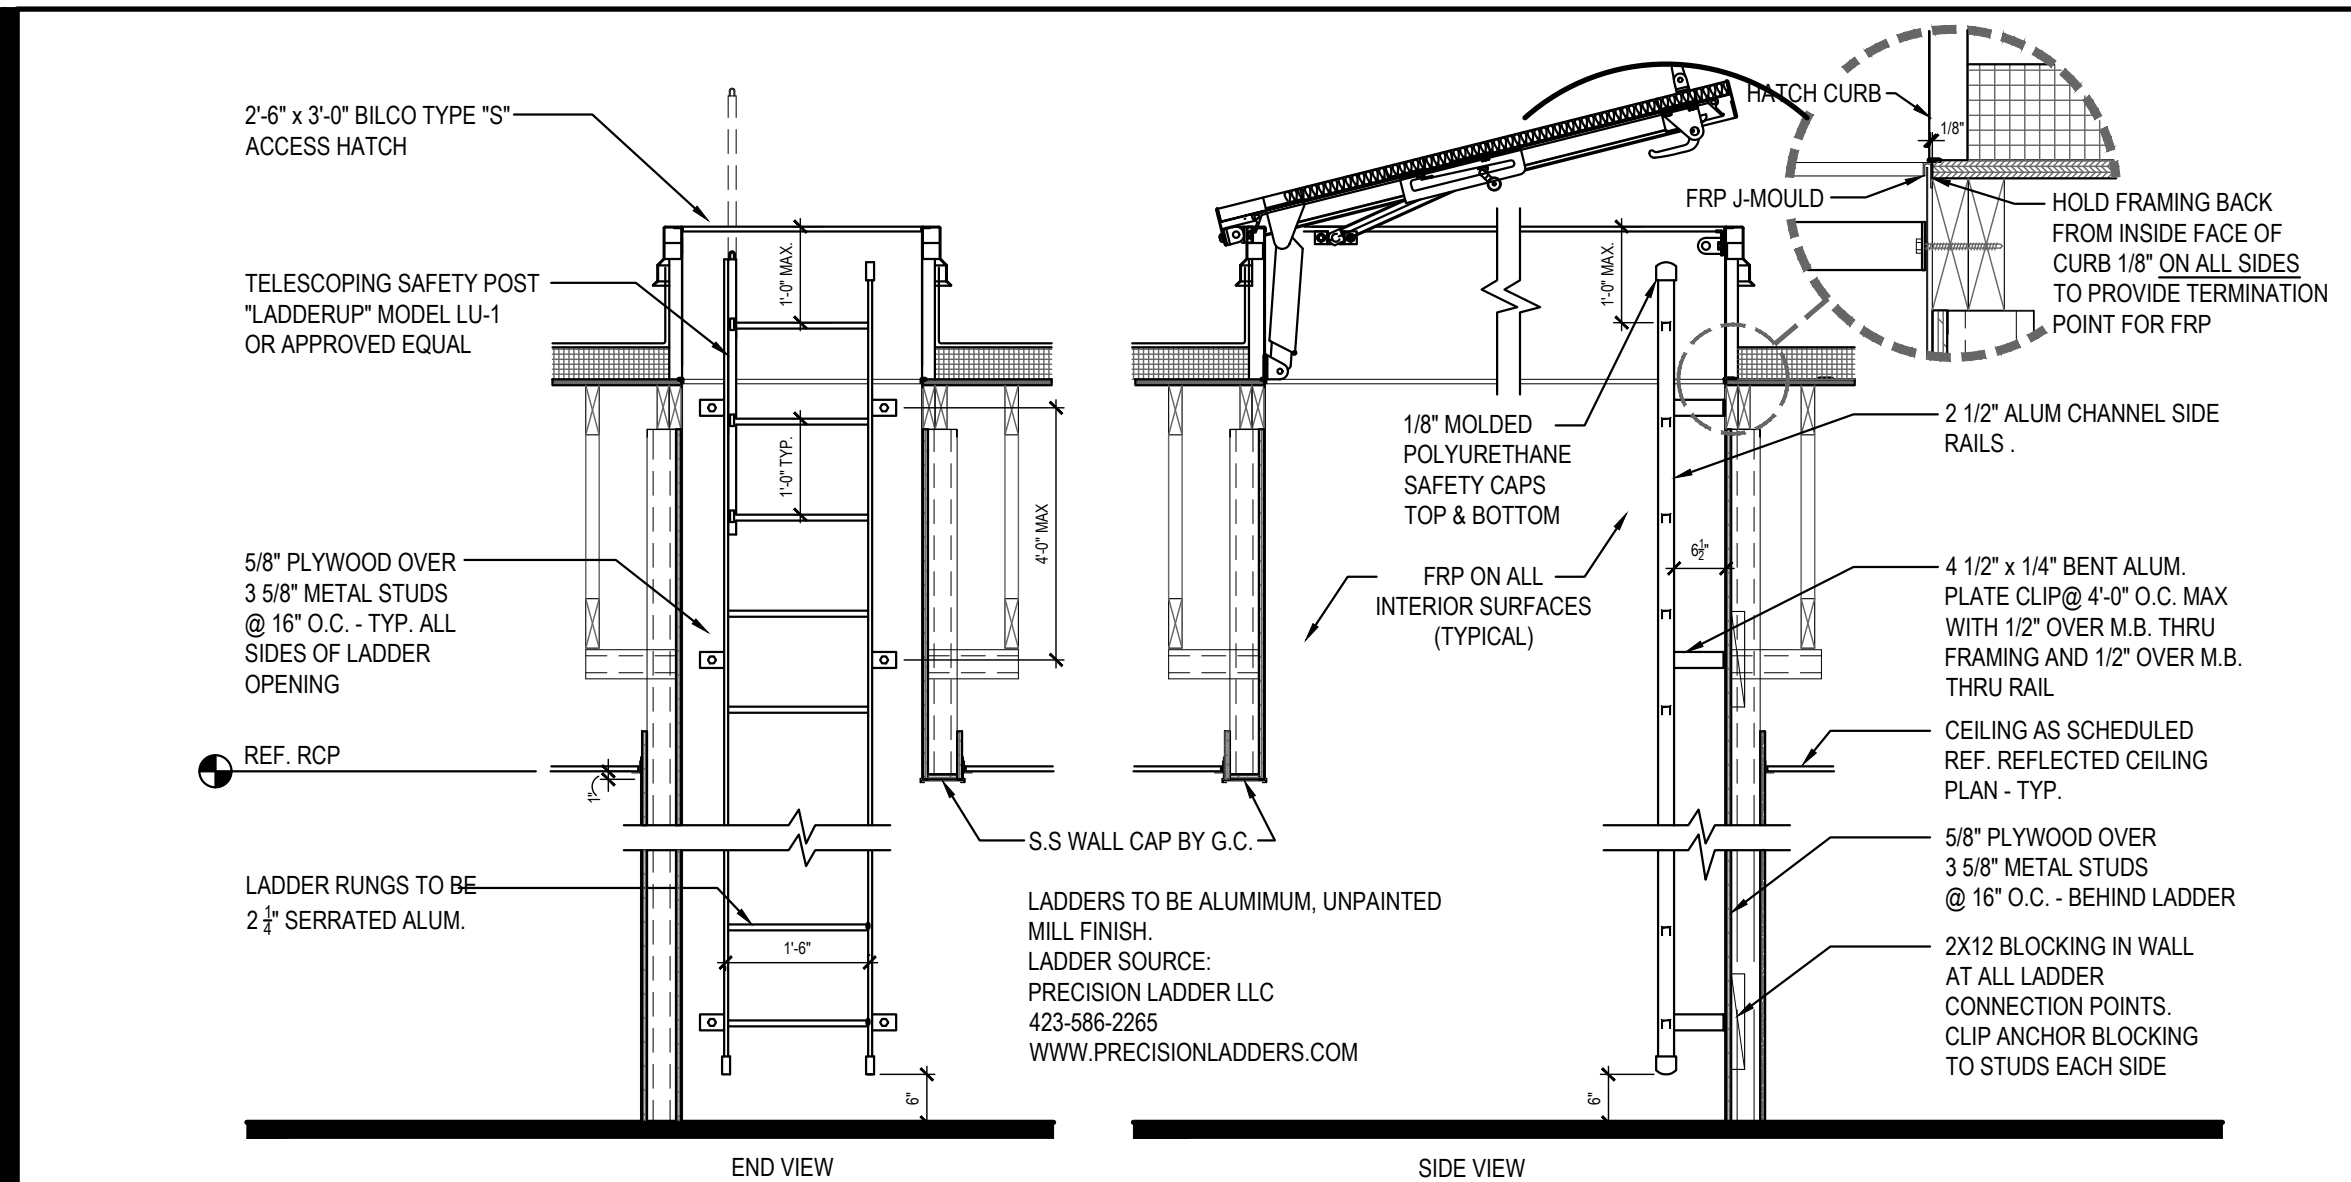 2'-6" x 3'-0" BILCO TYPE "S"
ACCESS HATCH
TELESCOPING SAFETY POST
"LADDERUP" MODEL LU-1
OR APPROVED EQUAL
5/8" PLYWOOD OVER
3 5/8" METAL STUDS
@ 16" O.C. - TYP. ALL
SIDES OF LADDER
OPENING
REF. RCP
1"
LADDER RUNGS TO BE
2 1/4" SERRATED ALUM.
1'-0" MAX.
1'-0" TYP.
4'-0" MAX
1'-6"
6"
END VIEW
S.S WALL CAP BY G.C.
LADDERS TO BE ALUMIMUM, UNPAINTED
MILL FINISH.
LADDER SOURCE:
PRECISION LADDER LLC
423-586-2265
WWW.PRECISIONLADDERS.COM
1'-0" MAX.
1/8" MOLDED
POLYURETHANE
SAFETY CAPS
TOP & BOTTOM
FRP ON ALL
INTERIOR SURFACES
(TYPICAL)
6 1/2"
6"
SIDE VIEW
HATCH CURB
1/8"
FRP J-MOULD
HOLD FRAMING BACK
FROM INSIDE FACE OF
CURB 1/8" ON ALL SIDES
TO PROVIDE TERMINATION
POINT FOR FRP
2 1/2" ALUM CHANNEL SIDE
RAILS .
4 1/2" x 1/4" BENT ALUM.
PLATE CLIP@ 4'-0" O.C. MAX
WITH 1/2" OVER M.B. THRU
FRAMING AND 1/2" OVER M.B.
THRU RAIL
CEILING AS SCHEDULED
REF. REFLECTED CEILING
PLAN - TYP.
5/8" PLYWOOD OVER
3 5/8" METAL STUDS
@ 16" O.C. - BEHIND LADDER
2X12 BLOCKING IN WALL
AT ALL LADDER
CONNECTION POINTS.
CLIP ANCHOR BLOCKING
TO STUDS EACH SIDE